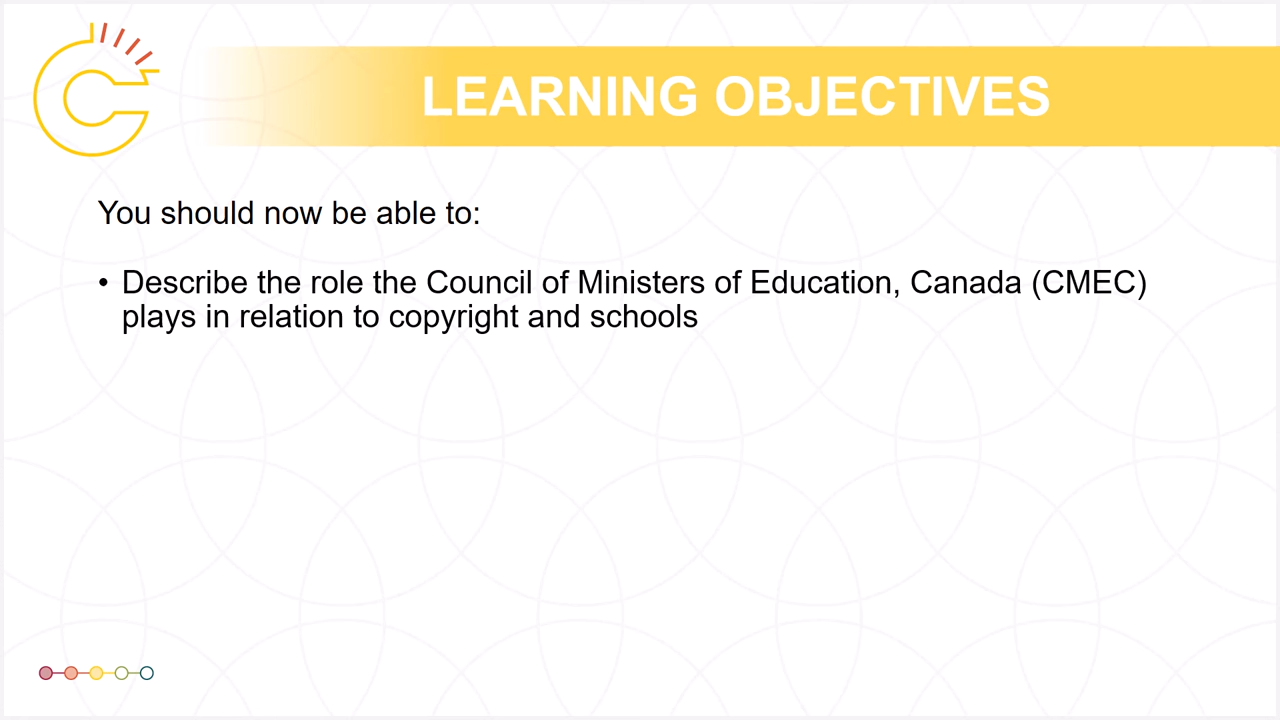 LEARNING OBJECTIVES
You should now be able to:
• Describe the role the Council of Ministers of Education, Canada (CMEC)
plays in relation to copyright and schools